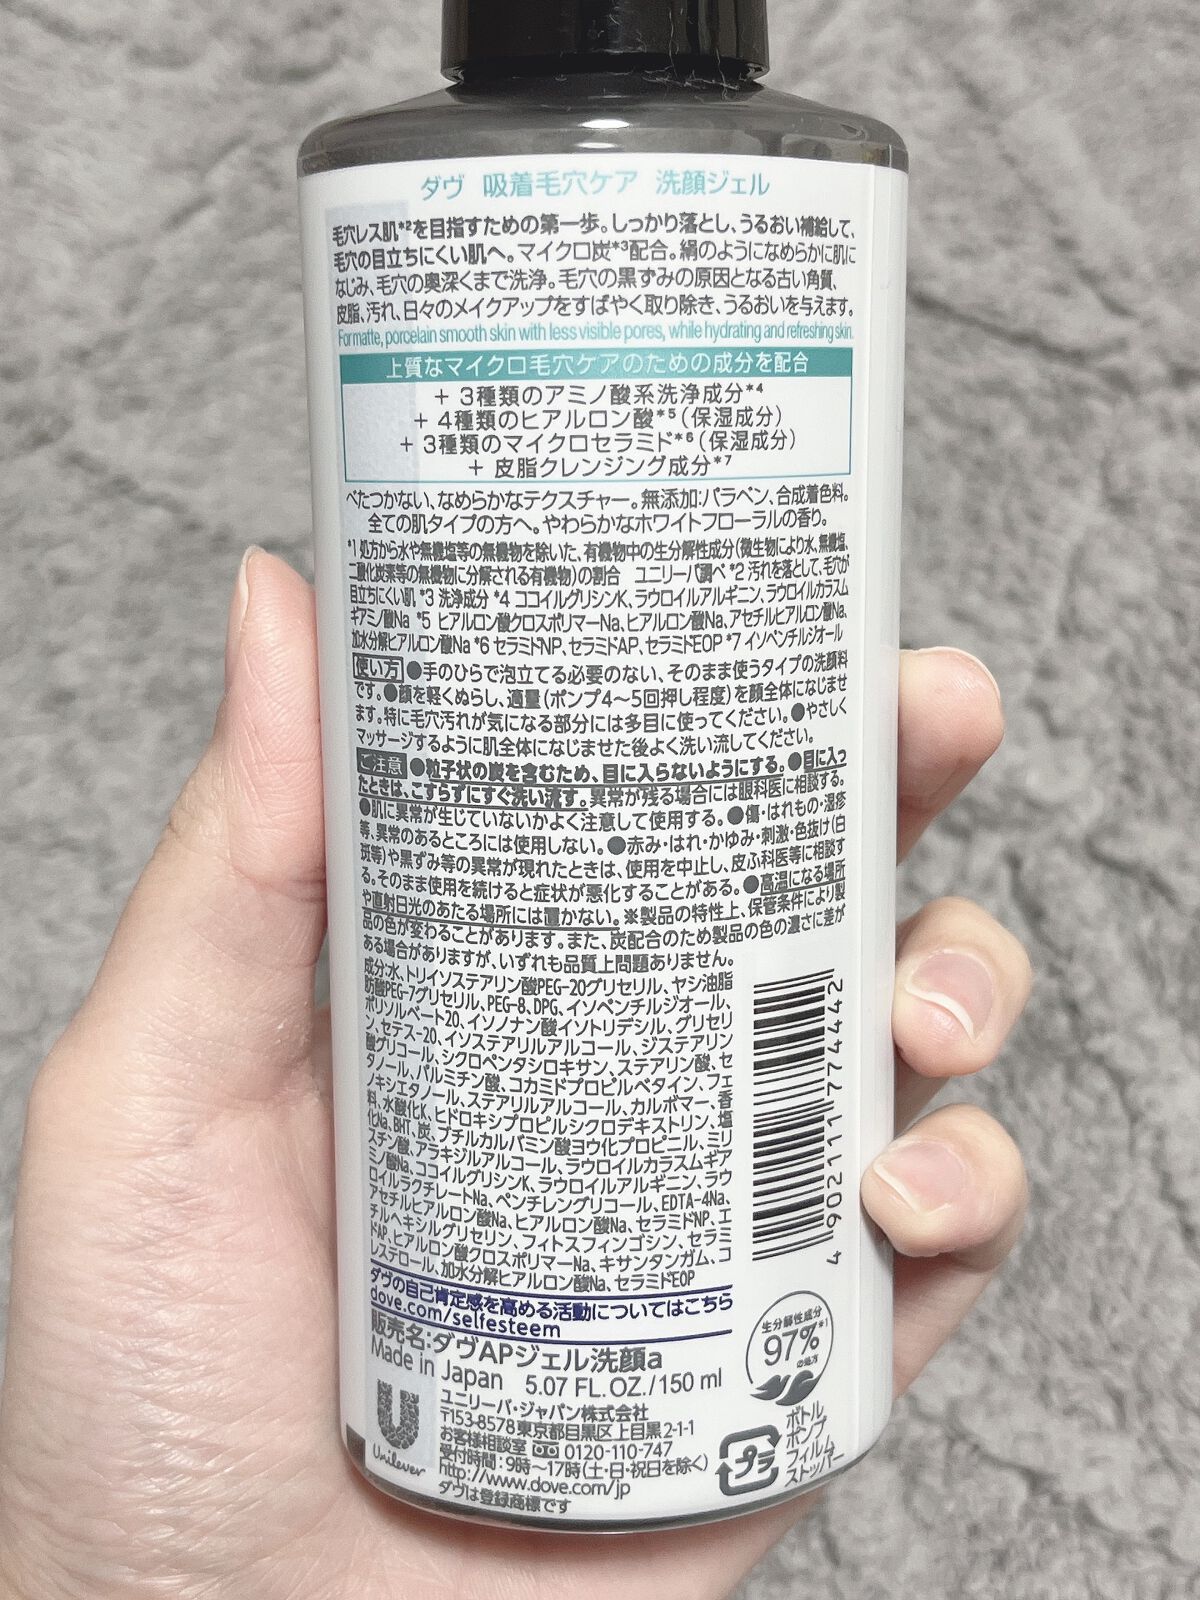 ダヴ 吸着毛穴ケア 洗顔ジェル
毛穴レス肌*²を目指すための第一歩。しっかり落とし、うるおい補給して、
毛穴の目立ちにくい肌へ。マイクロ炭*³配合。絹のようになめらかに肌に
なじみ、毛穴の奥深くまで洗浄。毛穴の黒ずみの原因となる古い角質、
皮脂、汚れ、日々のメイクアップをすばやく取り除き、うるおいを与えます。
For matte, porcelain smooth skin with less visible pores, while hydrating and refreshing skin.
上質なマイクロ毛穴ケアのための成分を配合
+ 3種類のアミノ酸系洗浄成分*⁴
+ 4種類のヒアルロン酸*⁵(保湿成分)
+ 3種類のマイクロセラミド*⁶(保湿成分)
+ 皮脂クレンジング成分*⁷
べたつかない、なめらかなテクスチャー。無添加:パラベン、合成着色料。
全ての肌タイプの方へ。やわらかなホワイトフローラルの香り。
*1 処方から水や無機塩等の無機物を除いた、有機物中の生分解性成分(微生物により水、無機塩、
二酸化炭素等の無機物に分解される有機物)の割合 ユニリーバ調べ *2 汚れを落として、毛穴が
目立ちにくい肌 *3 洗浄成分 *4 ココイルグリシンK、ラウロイルアルギニン、ラウロイルカラスム
ギアミノ酸Na *5 ヒアルロン酸クロスポリマーNa、ヒアルロン酸Na、アセチルヒアルロン酸Na、
加水分解ヒアルロン酸Na *6 セラミドNP、セラミドAP、セラミドEOP *7 イソペンチルジオール
使い方 ●手のひらで泡立てる必要のない、そのまま使うタイプの洗顔料
です。●顔を軽くぬらし、適量(ポンプ4～5回押し程度)を顔全体になじませ
ます。特に毛穴汚れが気になる部分には多目に使ってください。●やさしく
マッサージするように肌全体になじませた後よく洗い流してください。
ご注意 ●粒子状の炭を含むため、目に入らないようにする。●目に入っ
たときは、こすらずにすぐ洗い流す。異常が残る場合には眼科医に相談する。
●肌に異常が生じていないかよく注意して使用する。●傷・はれもの・湿疹
等、異常のあるところには使用しない。●赤み・はれ・かゆみ・刺激・色抜け(白
斑等)や黒ずみ等の異常が現れたときは、使用を中止し、皮ふ科医等に相談す
る。そのまま使用を続けると症状が悪化することがある。●高温になる場所
や直射日光のあたる場所には置かない。※製品の特性上、保管条件により製
品の色が変わることがあります。また、炭配合のため製品の色の濃さに差が
ある場合がありますが、いずれも品質上問題ありません。
成分:水、トリイソステアリン酸PEG-20グリセリル、ヤシ油脂
肪酸PEG-7グリセリル、PEG-8、DPG、イソペンチルジオール、
ポリソルベート20、イソノナン酸イソトリデシル、グリセリ
ン、セテス-20、イソステアリルアルコール、ジステアリン
酸グリコール、シクロペンタシロキサン、ステアリン酸、セ
タノール、パルミチン酸、コカミドプロピルベタイン、フェ
ノキシエタノール、ステアリルアルコール、カルボマー、香
料、水酸化K、ヒドロキシプロピルシクロデキストリン、塩
化Na、BHT、炭、ブチルカルバミン酸ヨウ化プロピニル、ミリ
スチン酸、アラキジルアルコール、ラウロイルカラスムギア
ミノ酸Na、ココイルグリシンK、ラウロイルアルギニン、ラウ
ロイルラクチレートNa、ペンチレングリコール、EDTA-4Na、
アセチルヒアルロン酸Na、ヒアルロン酸Na、セラミドNP、エ
チルヘキシルグリセリン、フィトスフィンゴシン、セラミ
ドAP、ヒアルロン酸クロスポリマーNa、キサンタンガム、コ
レステロール、加水分解ヒアルロン酸Na、セラミドEOP
4 902111 774442
ダヴの自己肯定感を高める活動についてはこちら
dove.com/selfesteem
生分解性成分
97%*¹
の処方
販売名:ダヴAPジェル洗顔a
Made in Japan 5.07 FL. OZ./150 ml
ユニリーバ・ジャパン株式会社
〒153-8578東京都目黒区上目黒2-1-1
お客様相談室 0120-110-747
受付時間:9時～17時(土・日・祝日を除く)
http://www.dove.com/jp
ダヴは登録商標です
Unilever
プラ
ボトル
ポンプ
フィルム
ストッパー